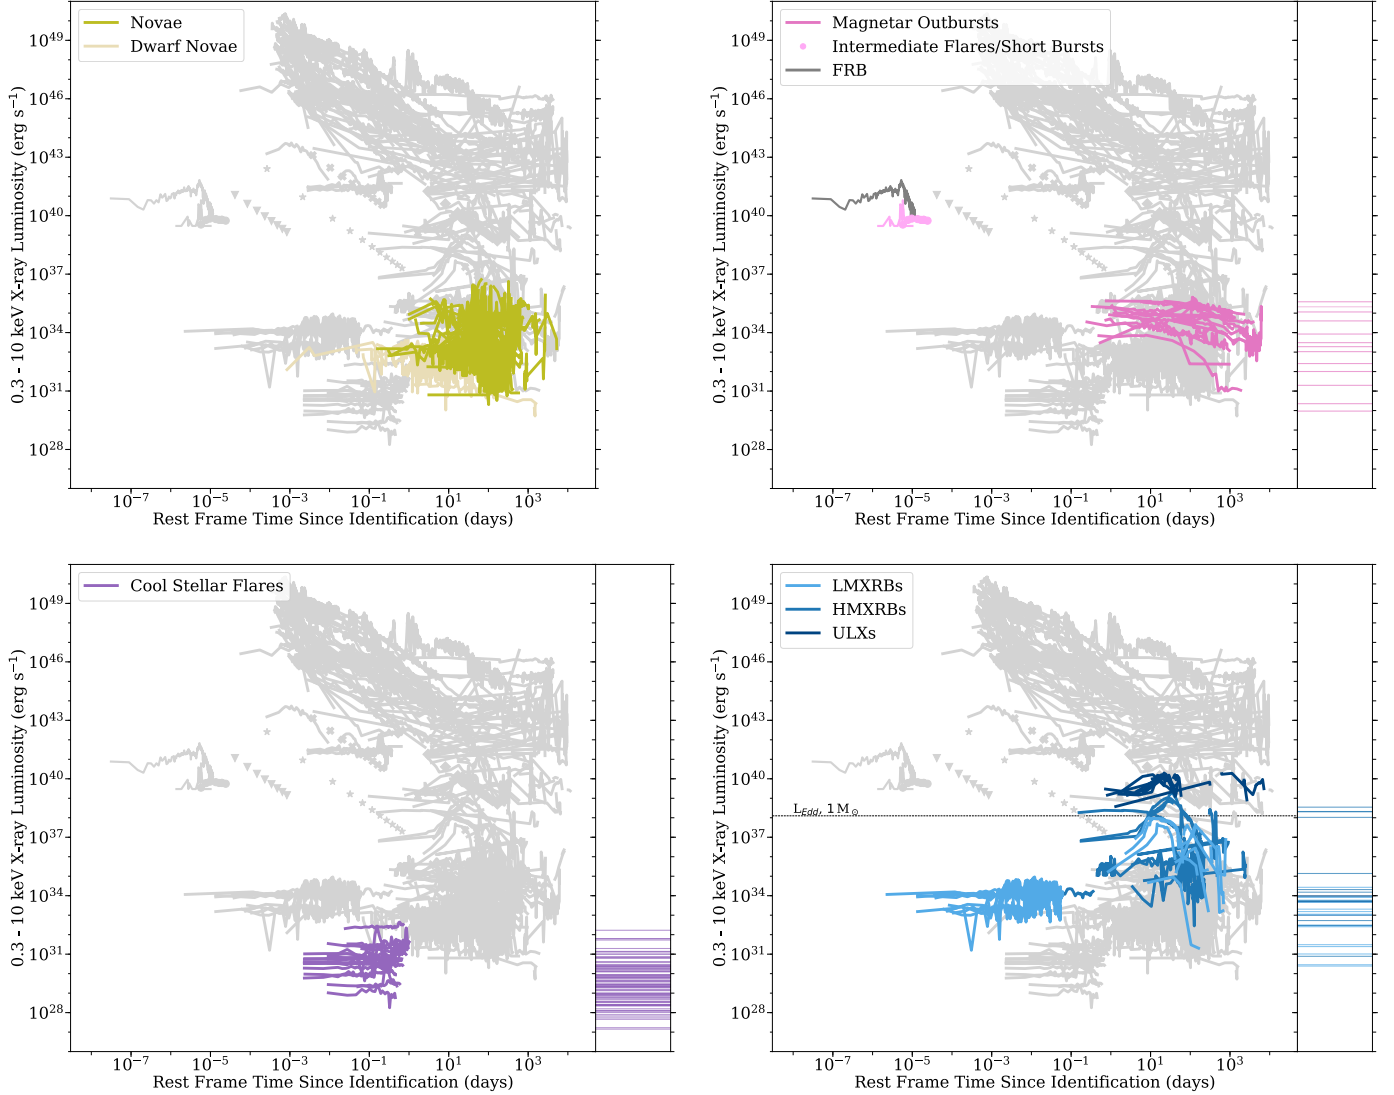 Novae
Dwarf Novae
10^49
10^46
10^43
10^40
10^37
10^34
10^31
10^28
0.3 - 10 keV X-ray Luminosity (erg s⁻¹)
10^−7 10^−5 10^−3 10^−1 10^1 10^3
Rest Frame Time Since Identification (days)
Magnetar Outbursts
Intermediate Flares/Short Bursts
FRB
10^49
10^46
10^43
10^40
10^37
10^34
10^31
10^28
0.3 - 10 keV X-ray Luminosity (erg s⁻¹)
10^−7 10^−5 10^−3 10^−1 10^1 10^3
Rest Frame Time Since Identification (days)
Cool Stellar Flares
10^49
10^46
10^43
10^40
10^37
10^34
10^31
10^28
0.3 - 10 keV X-ray Luminosity (erg s⁻¹)
10^−7 10^−5 10^−3 10^−1 10^1 10^3
Rest Frame Time Since Identification (days)
LMXRBs
HMXRBs
ULXs
10^49
10^46
10^43
10^40
L_Edd, 1 M_⊙
10^37
10^34
10^31
10^28
0.3 - 10 keV X-ray Luminosity (erg s⁻¹)
10^−7 10^−5 10^−3 10^−1 10^1 10^3
Rest Frame Time Since Identification (days)